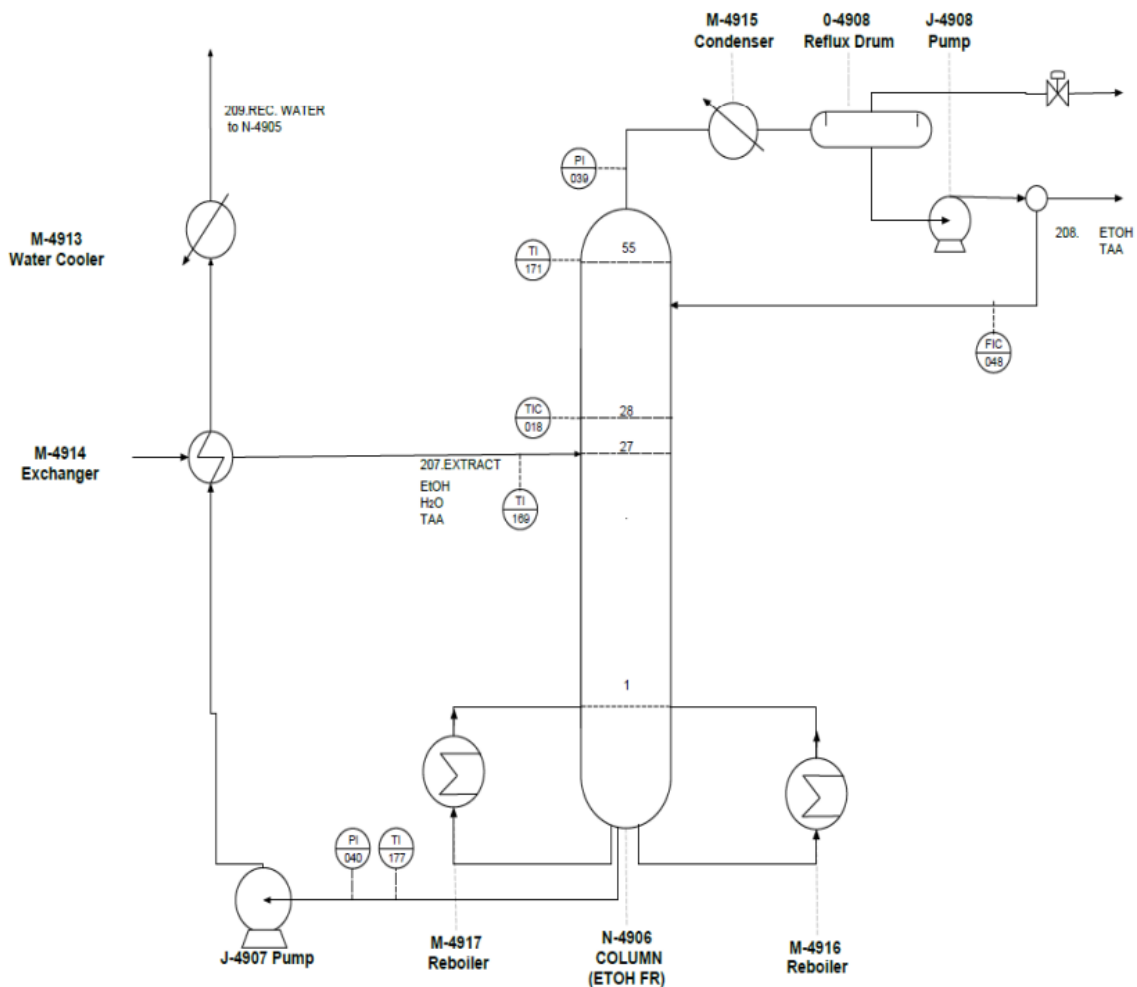 M-4915
Condenser
0-4908
Reflux Drum
J-4908
Pump
209.REC. WATER
to N-4905
PI
039
M-4913
Water Cooler
TI
171
55
208. ETOH
TAA
FIC
048
TIC
018
28
27
M-4914
Exchanger
207.EXTRACT
EtOH
H2O
TAA
TI
169
1
PI
040
TI
177
J-4907 Pump
M-4917
Reboiler
N-4906
COLUMN
(ETOH FR)
M-4916
Reboiler